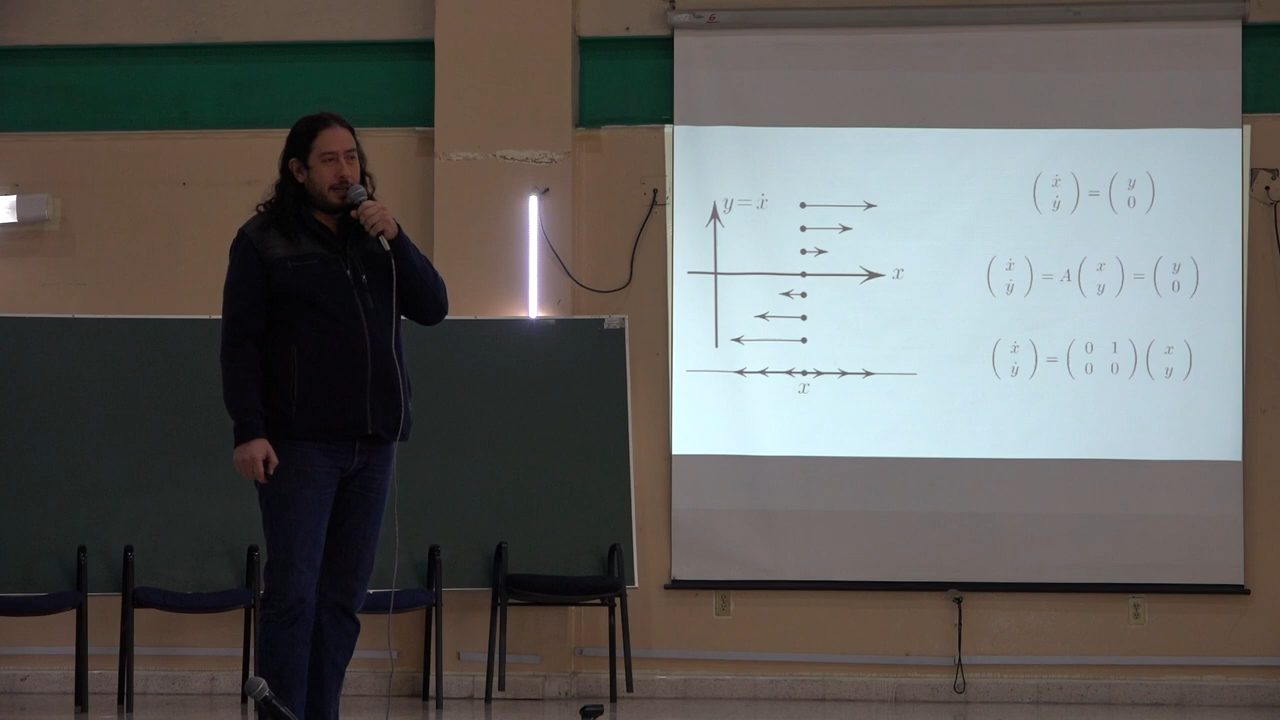 y = ẋ
x
x
( ẋ ẏ ) = ( y 0 )
( ẋ ẏ ) = A ( x y ) = ( y 0 )
( ẋ ẏ ) = ( 0 1 0 0 ) ( x y )